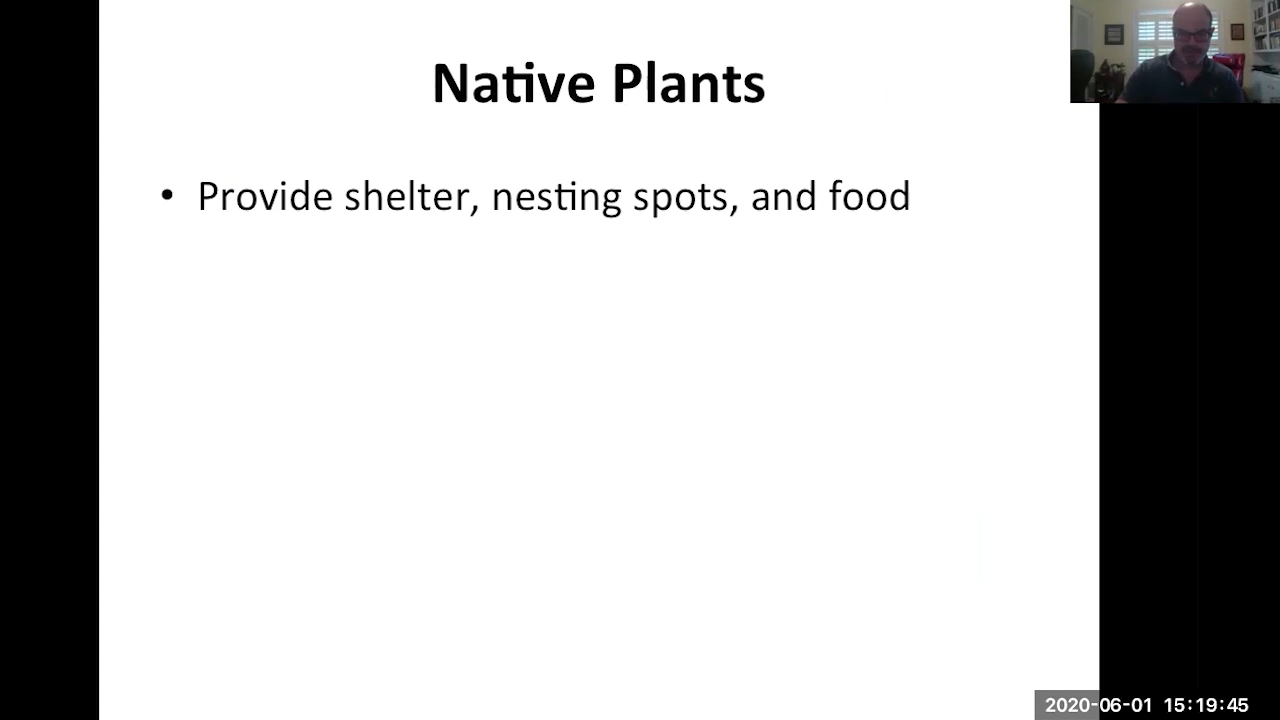 Native Plants
• Provide shelter, nesting spots, and food
2020-06-01 15:19:45